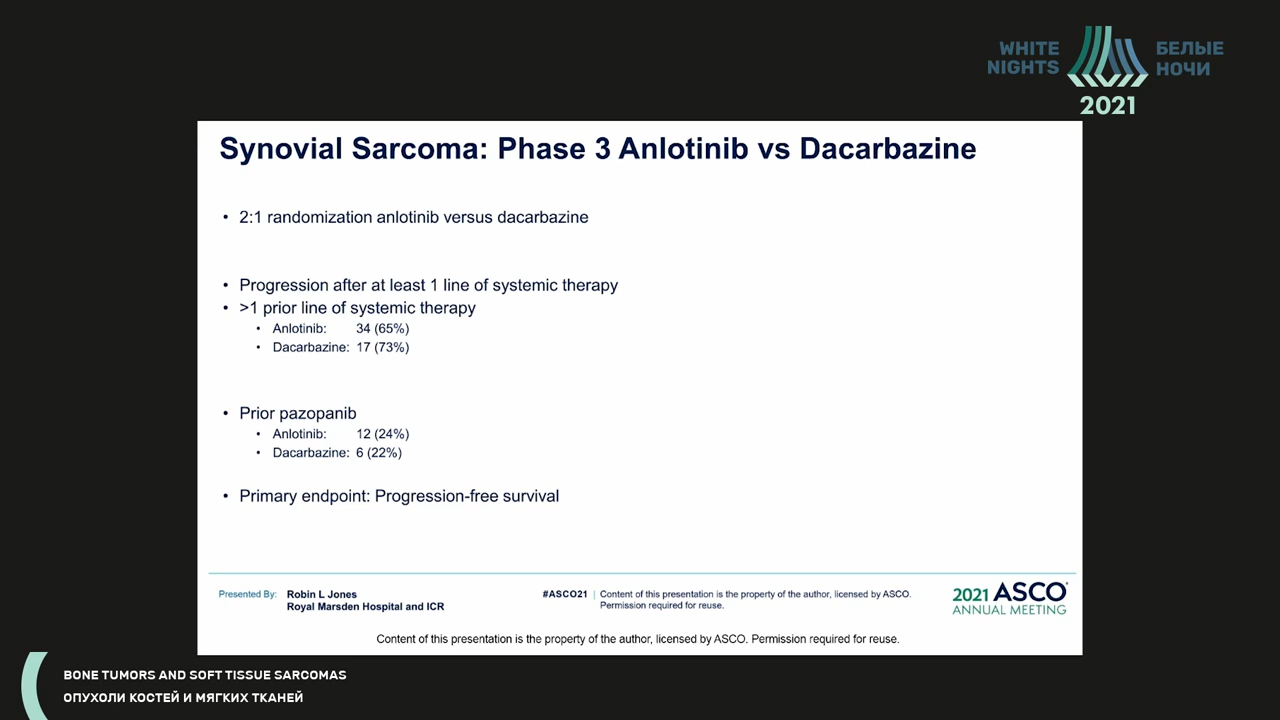 WHITE NIGHTS
БЕЛЫЕ НОЧИ
2021
Synovial Sarcoma: Phase 3 Anlotinib vs Dacarbazine
• 2:1 randomization anlotinib versus dacarbazine
• Progression after at least 1 line of systemic therapy
• >1 prior line of systemic therapy
• Anlotinib: 34 (65%)
• Dacarbazine: 17 (73%)
• Prior pazopanib
• Anlotinib: 12 (24%)
• Dacarbazine: 6 (22%)
• Primary endpoint: Progression-free survival
Presented By: Robin L Jones
Royal Marsden Hospital and ICR
#ASCO21 | Content of this presentation is the property of the author, licensed by ASCO.
Permission required for reuse.
2021 ASCO®
ANNUAL MEETING
Content of this presentation is the property of the author, licensed by ASCO. Permission required for reuse.
BONE TUMORS AND SOFT TISSUE SARCOMAS
ОПУХОЛИ КОСТЕЙ И МЯГКИХ ТКАНЕЙ